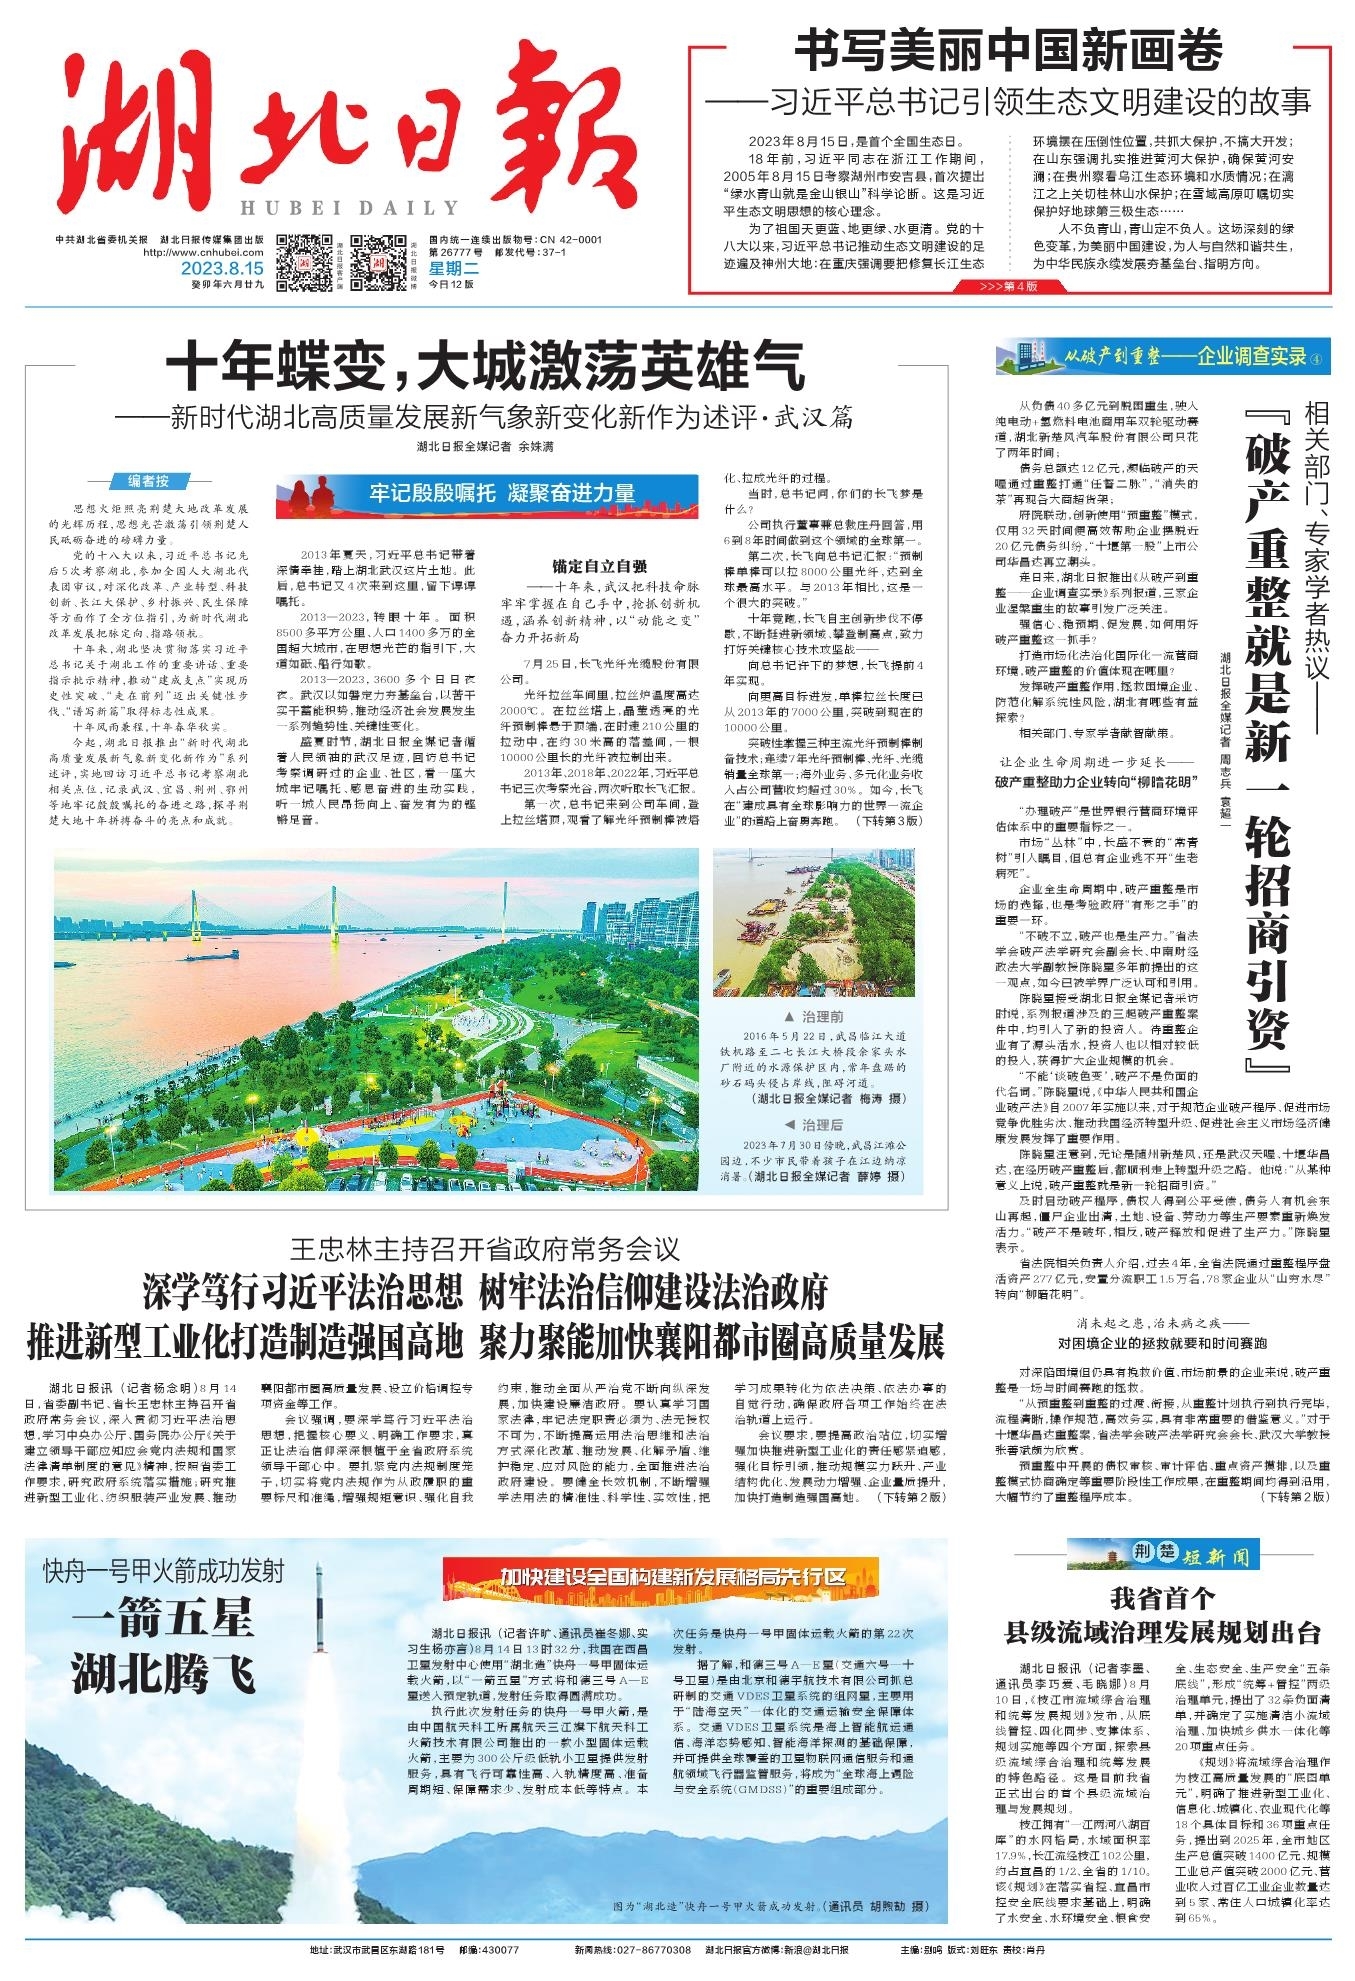 湖北日報
HUBEI DAILY
中共湖北省委机关报 湖北日报传媒集团出版
http://www.cnhubei.com
2023.8.15
癸卯年六月廿九
湖北日报客户端
湖北日报微博
国内统一连续出版物号:CN 42-0001
第26777号 邮发代号:37-1
星期二
今日12版
书写美丽中国新画卷
——习近平总书记引领生态文明建设的故事
2023年8月15日,是首个全国生态日。
18年前,习近平同志在浙江工作期间,
2005年8月15日考察湖州市安吉县,首次提出
“绿水青山就是金山银山”科学论断。这是习近
平生态文明思想的核心理念。
为了祖国天更蓝、地更绿、水更清。党的十
八大以来,习近平总书记推动生态文明建设的足
迹遍及神州大地:在重庆强调要把修复长江生态
环境摆在压倒性位置,共抓大保护,不搞大开发;
在山东强调扎实推进黄河大保护,确保黄河安
澜;在贵州察看乌江生态环境和水质情况;在漓
江之上关切桂林山水保护;在雪域高原叮嘱切实
保护好地球第三极生态……
人不负青山,青山定不负人。这场深刻的绿
色变革,为美丽中国建设,为人与自然和谐共生,
为中华民族永续发展夯基垒台、指明方向。
>>>第4版
十年蝶变,大城激荡英雄气
——新时代湖北高质量发展新气象新变化新作为述评·武汉篇
湖北日报全媒记者 余姝满
编者按
思想火炬照亮荆楚大地改革发展
的光辉历程,思想光芒激荡引领荆楚人
民砥砺奋进的磅礴力量。
党的十八大以来,习近平总书记先
后5次考察湖北,参加全国人大湖北代
表团审议,对深化改革、产业转型、科技
创新、长江大保护、乡村振兴、民生保障
等方面作了全方位指引,为新时代湖北
改革发展把脉定向、指路领航。
十年来,湖北坚决贯彻落实习近平
总书记关于湖北工作的重要讲话、重要
指示批示精神,推动“建成支点”实现历
史性突破、“走在前列”迈出关键性步
伐、“谱写新篇”取得标志性成果。
十年风雨兼程,十年春华秋实。
今起,湖北日报推出“新时代湖北
高质量发展新气象新变化新作为”系列
述评,实地回访习近平总书记考察湖北
相关点位,记录武汉、宜昌、荆州、鄂州
等地牢记殷殷嘱托的奋进之路,探寻荆
楚大地十年拼搏奋斗的亮点和成就。
牢记殷殷嘱托 凝聚奋进力量
2013年夏天,习近平总书记带着
深情牵挂,踏上湖北武汉这片土地。此
后,总书记又4次来到这里,留下谆谆
嘱托。
2013—2023,转眼十年。面积
8500多平方公里、人口1400多万的全
国超大城市,在思想光芒的指引下,大
道如砥、船行如歌。
2013—2023,3600多个日日夜
夜。武汉以如磐定力夯基垒台,以苦干
实干蓄能积势,推动经济社会发展发生
一系列趋势性、关键性变化。
盛夏时节,湖北日报全媒记者循
着人民领袖的武汉足迹,回访总书记
考察调研过的企业、社区,看一座大
城牢记嘱托、感恩奋进的生动实践,
听一城人民昂扬向上、奋发有为的铿
锵足音。
锚定自立自强
——十年来,武汉把科技命脉
牢牢掌握在自己手中,抢抓创新机
遇,涵养创新精神,以“动能之变”
奋力开拓新局
7月25日,长飞光纤光缆股份有限
公司。
光纤拉丝车间里,拉丝炉温度高达
2000℃。在拉丝塔上,晶莹透亮的光
纤预制棒悬于顶端,在时速210公里的
拉动中,在约30米高的落差间,一根
10000公里长的光纤被拉制出来。
2013年、2018年、2022年,习近平总
书记三次考察光谷,两次听取长飞汇报。
第一次,总书记来到公司车间,登
上拉丝塔顶,观看了解光纤预制棒被熔
化、拉成光纤的过程。
当时,总书记问,你们的长飞梦是
什么?
公司执行董事兼总裁庄丹回答,用
6到8年时间做到这个领域的全球第一。
第二次,长飞向总书记汇报:“预制
棒单棒可以拉8000公里光纤,达到全
球最高水平。与2013年相比,这是一
个很大的突破。”
十年竞跑,长飞自主创新步伐不停
歇,不断挺进新领域、攀登制高点,致力
打好关键核心技术攻坚战——
向总书记许下的梦想,长飞提前4
年实现。
向更高目标进发,单棒拉丝长度已
从2013年的7000公里,突破到现在的
10000公里。
突破性掌握三种主流光纤预制棒制
备技术;连续7年光纤预制棒、光纤、光缆
销量全球第一;海外业务、多元化业务收
入占公司营收均超过30%。如今,长飞
在“建成具有全球影响力的世界一流企
业”的道路上奋勇奔跑。(下转第3版)
▲ 治理前
2016年5月22日,武昌临江大道
铁机路至二七长江大桥段余家头水
厂附近的水源保护区内,常年盘踞的
砂石码头侵占岸线,阻碍河道。
(湖北日报全媒记者 梅涛 摄)
◀ 治理后
2023年7月30日傍晚,武昌江滩公
园边,不少市民带着孩子在江边纳凉
消暑。(湖北日报全媒记者 薛婷 摄)
从破产到重整——企业调查实录④
相关部门、专家学者热议——
『破产重整就是新一轮招商引资』
湖北日报全媒记者 周志兵 袁超一
从负债40多亿元到脱困重生,驶入
纯电动+氢燃料电池商用车双轮驱动赛
道,湖北新楚风汽车股份有限公司只花
了两年时间;
债务总额达12亿元,濒临破产的天
喔通过重整打通“任督二脉”,“消失的
茶”再现各大商超货架;
府院联动,创新使用“预重整”模式,
仅用32天时间便高效帮助企业摆脱近
20亿元债务纠纷,“十堰第一股”上市公
司华昌达再立潮头。
连日来,湖北日报推出《从破产到重
整——企业调查实录》系列报道,三家企
业涅槃重生的故事引发广泛关注。
强信心、稳预期、促发展,如何用好
破产重整这一抓手?
打造市场化法治化国际化一流营商
环境,破产重整的价值体现在哪里?
发挥破产重整作用,拯救困境企业、
防范化解系统性风险,湖北有哪些有益
探索?
相关部门、专家学者献智献策。
让企业生命周期进一步延长——
破产重整助力企业转向“柳暗花明”
“办理破产”是世界银行营商环境评
估体系中的重要指标之一。
市场“丛林”中,长盛不衰的“常青
树”引人瞩目,但总有企业逃不开“生老
病死”。
企业全生命周期中,破产重整是市
场的选择,也是考验政府“有形之手”的
重要一环。
“不破不立,破产也是生产力。”省法
学会破产法学研究会副会长、中南财经
政法大学副教授陈晓星多年前提出的这
一观点,如今已被学界广泛认可和引用。
陈晓星接受湖北日报全媒记者采访
时说,系列报道涉及的三起破产重整案
件中,均引入了新的投资人。待重整企
业有了源头活水,投资人也以相对较低
的投入,获得扩大企业规模的机会。
“不能‘谈破色变’,破产不是负面的
代名词。”陈晓星说,《中华人民共和国企
业破产法》自2007年实施以来,对于规范企业破产程序、促进市场
竞争优胜劣汰、推动我国经济转型升级、促进社会主义市场经济健
康发展发挥了重要作用。
陈晓星注意到,无论是随州新楚风,还是武汉天喔、十堰华昌
达,在经历破产重整后,都顺利走上转型升级之路。他说:“从某种
意义上说,破产重整就是新一轮招商引资。”
及时启动破产程序,债权人得到公平受偿,债务人有机会东
山再起,僵尸企业出清,土地、设备、劳动力等生产要素重新焕发
活力。“破产不是破坏,相反,破产释放和促进了生产力。”陈晓星
表示。
省法院相关负责人介绍,过去4年,全省法院通过重整程序盘
活资产277亿元,安置分流职工1.5万名,78家企业从“山穷水尽”
转向“柳暗花明”。
消未起之患,治未病之疾——
对困境企业的拯救就要和时间赛跑
对深陷困境但仍具有挽救价值、市场前景的企业来说,破产重
整是一场与时间赛跑的拯救。
“从预重整到重整的过渡、衔接,从重整计划执行到执行完毕,
流程清晰,操作规范,高效务实,具有非常重要的借鉴意义。”对于
十堰华昌达重整案,省法学会破产法学研究会会长、武汉大学教授
张善斌颇为欣赏。
预重整中开展的债权审核、审计评估、重点资产摸排,以及重
整模式协商确定等重要阶段性工作成果,在重整期间均得到沿用,
大幅节约了重整程序成本。 (下转第2版)
王忠林主持召开省政府常务会议
深学笃行习近平法治思想 树牢法治信仰建设法治政府
推进新型工业化打造制造强国高地 聚力聚能加快襄阳都市圈高质量发展
湖北日报讯 (记者杨念明)8月14
日,省委副书记、省长王忠林主持召开省
政府常务会议,深入贯彻习近平法治思
想,学习中央办公厅、国务院办公厅《关于
建立领导干部应知应会党内法规和国家
法律清单制度的意见》精神,按照省委工
作要求,研究政府系统落实措施;研究推
进新型工业化、纺织服装产业发展、推动
襄阳都市圈高质量发展、设立价格调控专
项资金等工作。
会议强调,要深学笃行习近平法治
思想,把握核心要义、明确工作要求,真
正让法治信仰深深根植于全省政府系统
领导干部心中。要扎紧党内法规制度笼
子,切实将党内法规作为从政履职的重
要标尺和准绳,增强规矩意识、强化自我
约束,推动全面从严治党不断向纵深发
展,加快建设廉洁政府。要认真学习国
家法律,牢记法定职责必须为、法无授权
不可为,不断提高运用法治思维和法治
方式深化改革、推动发展、化解矛盾、维
护稳定、应对风险的能力,全面推进法治
政府建设。要健全长效机制,不断增强
学法用法的精准性、科学性、实效性,把
学习成果转化为依法决策、依法办事的
自觉行动,确保政府各项工作始终在法
治轨道上运行。
会议要求,要提高政治站位,切实增
强加快推进新型工业化的责任感紧迫感,
强化目标引领,推动规模实力跃升、产业
结构优化、发展动力增强、企业量质提升,
加快打造制造强国高地。(下转第2版)
快舟一号甲火箭成功发射
一箭五星
湖北腾飞
加快建设全国构建新发展格局先行区
湖北日报讯 (记者许旷、通讯员崔冬娜、实
习生杨亦言)8月14日13时32分,我国在西昌
卫星发射中心使用“湖北造”快舟一号甲固体运
载火箭,以“一箭五星”方式将和德三号A—E
星送入预定轨道,发射任务取得圆满成功。
执行此次发射任务的快舟一号甲火箭,是
由中国航天科工所属航天三江旗下航天科工
火箭技术有限公司推出的一款小型固体运载
火箭,主要为300公斤级低轨小卫星提供发射
服务,具有飞行可靠性高、入轨精度高、准备
周期短、保障需求少、发射成本低等特点。本
次任务是快舟一号甲固体运载火箭的第22次
发射。
据了解,和德三号A—E星(交通六号—十
号卫星)是由北京和德宇航技术有限公司抓总
研制的交通VDES卫星系统的组网星,主要用
于“陆海空天”一体化的交通运输安全保障体
系。交通VDES卫星系统是海上智能航运通
信、海洋态势感知、智能海洋探测的基础保障,
并可提供全球覆盖的卫星物联网通信服务和通
航领域飞行器监管服务,将成为“全球海上遇险
与安全系统(GMDSS)”的重要组成部分。
图为“湖北造”快舟一号甲火箭成功发射。(通讯员 胡煦劼 摄)
荆楚短新闻
我省首个
县级流域治理发展规划出台
湖北日报讯 (记者李墨、
通讯员李巧爱、毛晓娜)8月
10日,《枝江市流域综合治理
和统筹发展规划》发布,从底
线管控、四化同步、支撑体系、
规划实施等四个方面,探索县
级流域综合治理和统筹发展
的特色路径。这是目前我省
正式出台的首个县级流域治
理与发展规划。
枝江拥有“一江两河八湖百
库”的水网格局,水域面积率
17.9%,长江流经枝江102公里,
约占宜昌的1/2、全省的1/10。
该《规划》在落实省控、宜昌市
控安全底线要求基础上,明确
了水安全、水环境安全、粮食安
全、生态安全、生产安全“五条
底线”,形成“统筹+管控”两级
治理单元,提出了32条负面清
单,并确定了实施清洁小流域
治理、加快城乡供水一体化等
20项重点任务。
《规划》将流域综合治理作
为枝江高质量发展的“底图单
元”,明确了推进新型工业化、
信息化、城镇化、农业现代化等
18个具体目标和36项重点任
务,提出到2025年,全市地区
生产总值突破1400亿元、规模
工业总产值突破2000亿元、营
业收入过百亿工业企业数量达
到5家、常住人口城镇化率达
到65%。
地址:武汉市武昌区东湖路181号 邮编:430077 新闻热线:027-86770308 湖北日报官方微博:新浪@湖北日报 主编:别鸣 版式:刘旺东 责校:肖丹